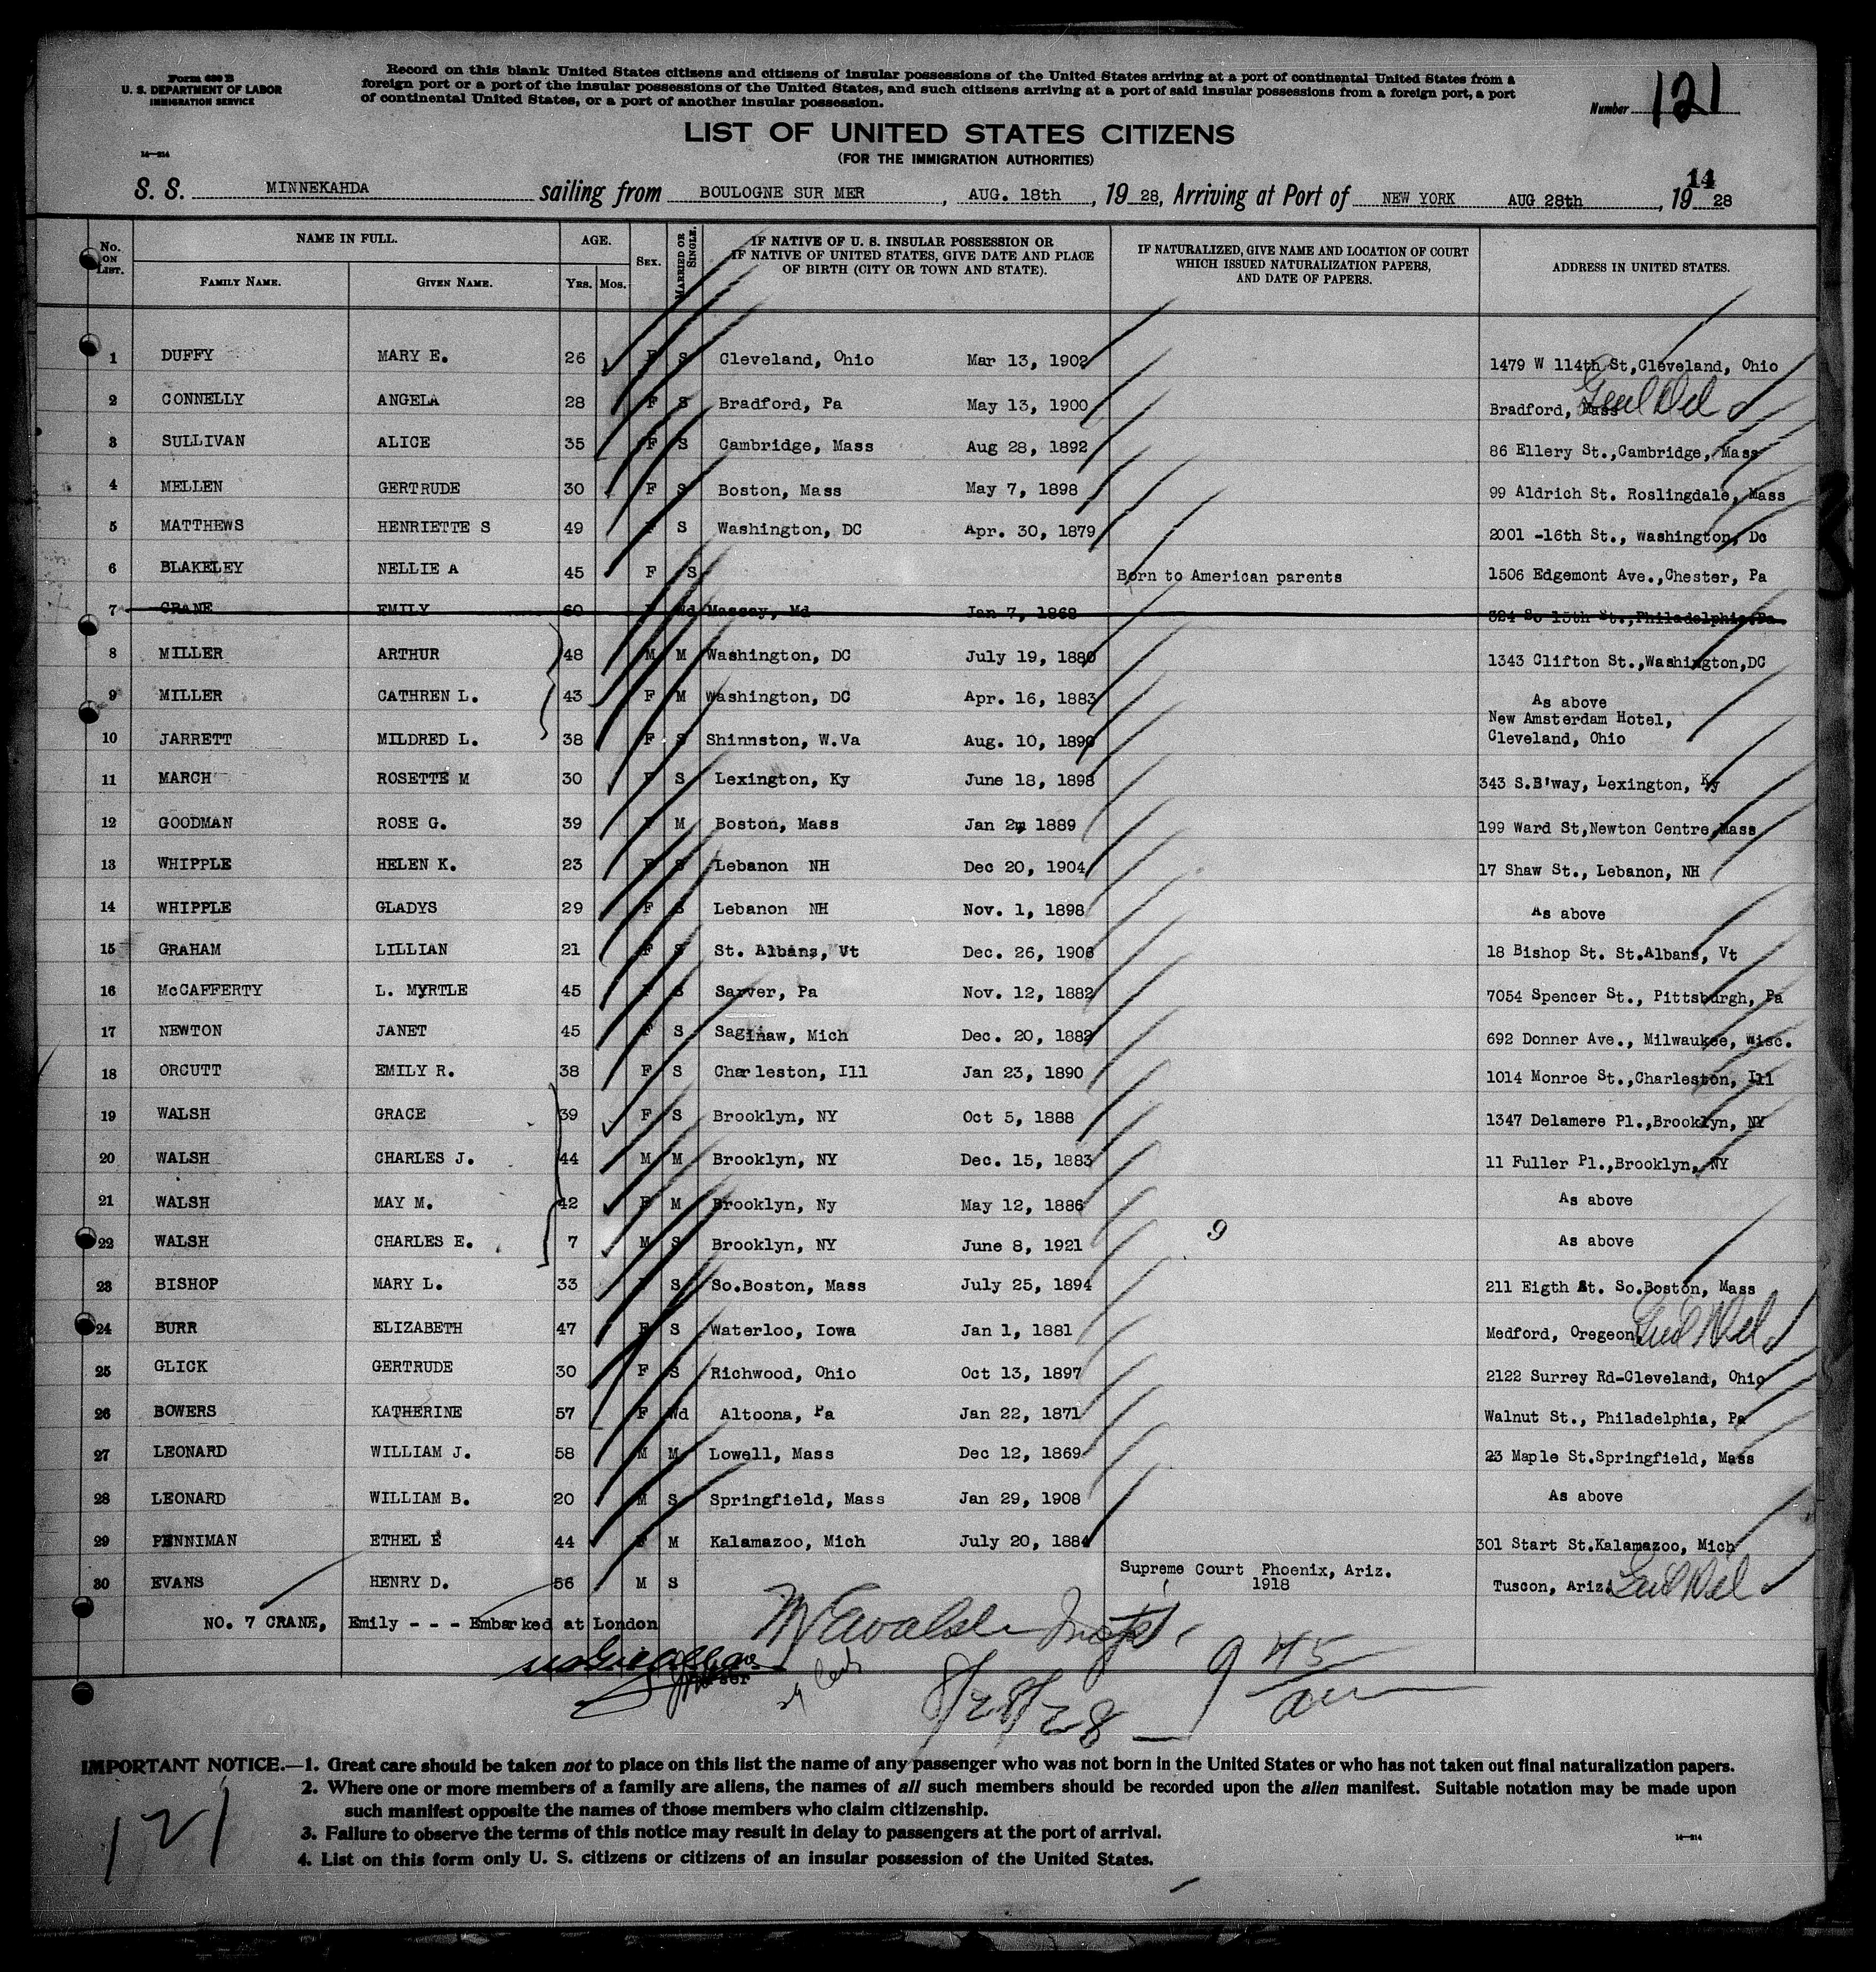 Form 630 B
U. S. DEPARTMENT OF LABOR
IMMIGRATION SERVICE
Record on this blank United States citizens and citizens of insular possessions of the United States arriving at a port of continental United States from a
foreign port or a port of the insular possessions of the United States, and such citizens arriving at a port of said insular possessions from a foreign port, a port
of continental United States, or a port of another insular possession.
Number 121
LIST OF UNITED STATES CITIZENS
(FOR THE IMMIGRATION AUTHORITIES)
14—214
14
S. S. MINNEKAHDA sailing from BOULOGNE SUR MER, AUG. 18th, 19 28, Arriving at Port of NEW YORK AUG 28th, 19 28
No. ON LIST. NAME IN FULL. AGE. SEX. MARRIED OR SINGLE. IF NATIVE OF U. S. INSULAR POSSESSION OR IF NATIVE OF UNITED STATES, GIVE DATE AND PLACE OF BIRTH (CITY OR TOWN AND STATE). IF NATURALIZED, GIVE NAME AND LOCATION OF COURT WHICH ISSUED NATURALIZATION PAPERS, AND DATE OF PAPERS. ADDRESS IN UNITED STATES.
FAMILY NAME. GIVEN NAME. YRS. MOS.
1 DUFFY MARY E. 26 F S Cleveland, Ohio Mar 13, 1902 1479 W 114th St,Cleveland, Ohio
2 CONNELLY ANGELA 28 F S Bradford, Pa May 13, 1900 Bradford, Mass Genl Del
3 SULLIVAN ALICE 35 F S Cambridge, Mass Aug 28, 1892 86 Ellery St.,Cambridge, Mass
4 MELLEN GERTRUDE 30 F S Boston, Mass May 7, 1898 99 Aldrich St. Roslingdale, Mass
5 MATTHEWS HENRIETTE S 49 F S Washington, DC Apr. 30, 1879 2001 -16th St., Washington, Dc
6 BLAKELEY NELLIE A 45 F S Born to American parents 1506 Edgemont Ave.,Chester, Pa
7 CRANE EMILY 60 F Wd Massey, Md Jan 7, 1868 324 So 15th St.,Philadelphia,Pa.
8 MILLER ARTHUR 48 M M Washington, DC July 19, 1880 1343 Clifton St.,Washington,DC
9 MILLER CATHREN L. 43 F M Washington, DC Apr. 16, 1883 As above
10 JARRETT MILDRED L. 38 F S Shinnston, W.Va Aug. 10, 1890 New Amsterdam Hotel, Cleveland, Ohio
11 MARCH ROSETTE M 30 F S Lexington, Ky June 18, 1898 343 S.B'way, Lexington, Ky
12 GOODMAN ROSE G. 39 F M Boston, Mass Jan 2, 1889 199 Ward St,Newton Centre,Mass
13 WHIPPLE HELEN K. 23 F S Lebanon NH Dec 20, 1904 17 Shaw St., Lebanon, NH
14 WHIPPLE GLADYS 29 F S Lebanon NH Nov. 1, 1898 As above
15 GRAHAM LILLIAN 21 F S St. Albans, Vt Dec. 26, 1906 18 Bishop St. St.Albans, Vt
16 McCAFFERTY L. MYRTLE 45 F S Sarver, Pa Nov. 12, 1882 7054 Spencer St., Pittsburgh, Pa
17 NEWTON JANET 45 F S Saginaw, Mich Dec. 20, 1882 692 Donner Ave., Milwaukee, Wisc.
18 ORCUTT EMILY R. 38 F S Charleston, Ill Jan 23, 1890 1014 Monroe St.,Charleston, Ill
19 WALSH GRACE 39 F S Brooklyn, NY Oct 5, 1888 1347 Delamere Pl.,Brooklyn, NY
20 WALSH CHARLES J. 44 M M Brooklyn, NY Dec. 15, 1883 11 Fuller Pl.,Brooklyn, NY
21 WALSH MAY M. 42 F M Brooklyn, Ny May 12, 1886 As above
22 WALSH CHARLES E. 7 M S Brooklyn, NY June 8, 1921 9 As above
23 BISHOP MARY L. 33 F S So.Boston, Mass July 25, 1894 211 Eigth St. So.Boston, Mass
24 BURR ELIZABETH 47 F S Waterloo, Iowa Jan 1, 1881 Medford, Oregeon, Genl Del
25 GLICK GERTRUDE 30 F S Richwood, Ohio Oct 13, 1897 2122 Surrey Rd-Cleveland, Ohio
26 BOWERS KATHERINE 57 F Wd Altoona, Pa Jan 22, 1871 Walnut St., Philadelphia, Pa
27 LEONARD WILLIAM J. 58 M M Lowell, Mass Dec 12, 1869 23 Maple St.Springfield, Mass
28 LEONARD WILLIAM B. 20 M S Springfield, Mass Jan 29, 1908 As above
29 PENNIMAN ETHEL E 44 F M Kalamazoo, Mich July 20, 1884 301 Start St.Kalamazoo, Mich
30 EVANS HENRY D. 56 M S Supreme Court Phoenix, Ariz. 1918 Tuscon, Ariz. Genl Del
NO. 7 CRANE, Emily - - - Embarked at London
Purser
8/28/28 — 9 45 am
IMPORTANT NOTICE.—1. Great care should be taken not to place on this list the name of any passenger who was not born in the United States or who has not taken out final naturalization papers.
2. Where one or more members of a family are aliens, the names of all such members should be recorded upon the alien manifest. Suitable notation may be made upon
such manifest opposite the names of those members who claim citizenship.
3. Failure to observe the terms of this notice may result in delay to passengers at the port of arrival.
4. List on this form only U. S. citizens or citizens of an insular possession of the United States.
14—214
121